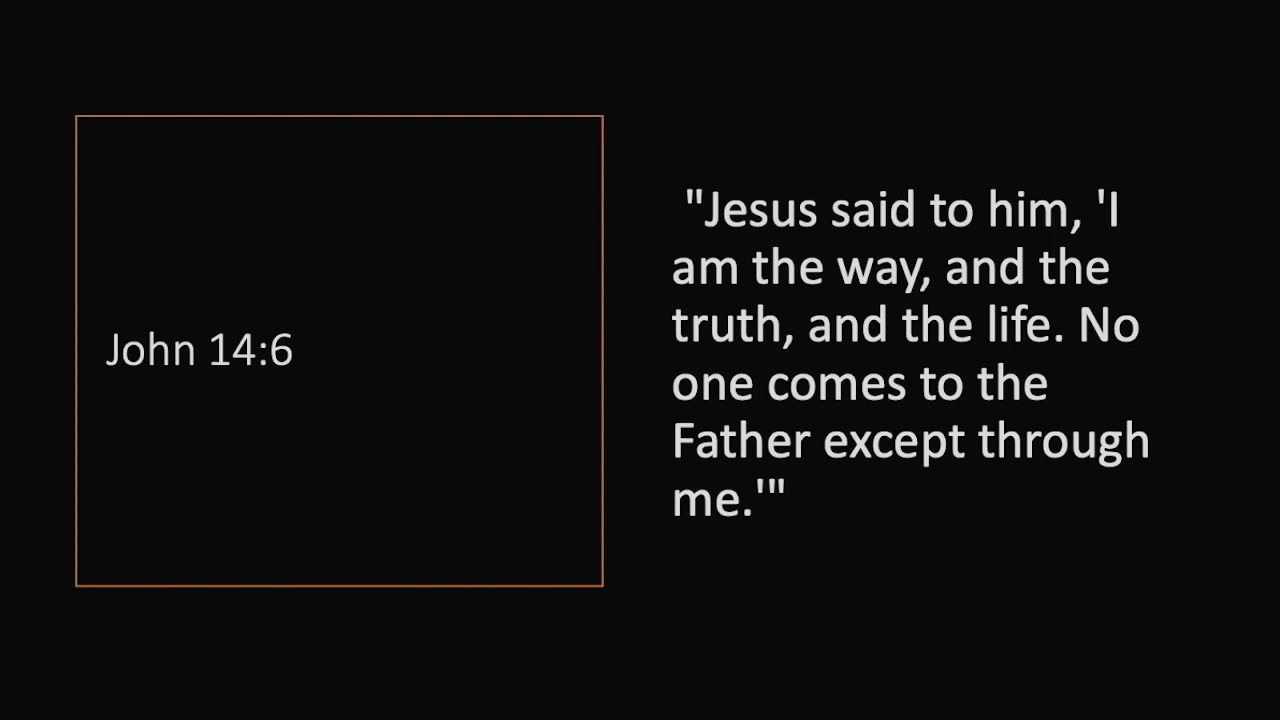 John 14:6
"Jesus said to him, 'I
am the way, and the
truth, and the life. No
one comes to the
Father except through
me.'"